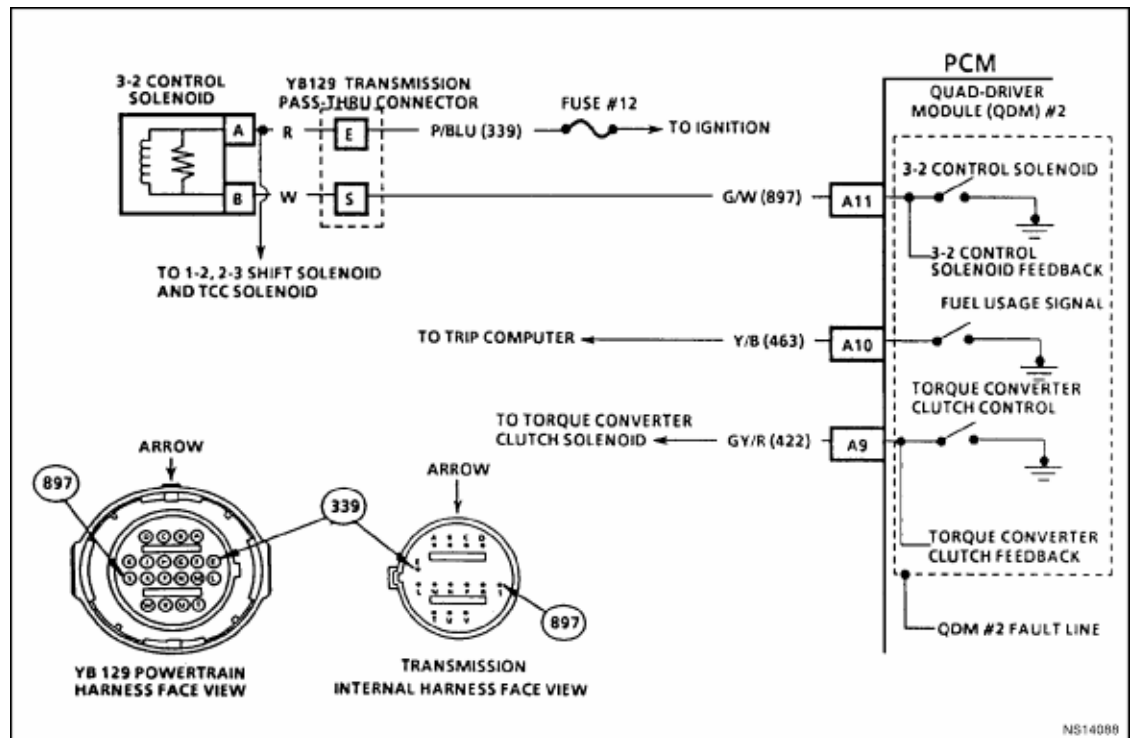 PCM
3-2 CONTROL
SOLENOID
YB129 TRANSMISSION
PASS-THRU CONNECTOR
FUSE #12
QUAD-DRIVER
MODULE (QDM) #2
A
R
E
P/BLU (339)
TO IGNITION
3-2 CONTROL SOLENOID
B
W
S
G/W (897)
A11
3-2 CONTROL
SOLENOID FEEDBACK
TO 1-2, 2-3 SHIFT SOLENOID
AND TCC SOLENOID
FUEL USAGE SIGNAL
TO TRIP COMPUTER
Y/B (463)
A10
TORQUE CONVERTER
CLUTCH CONTROL
TO TORQUE CONVERTER
CLUTCH SOLENOID
GY/R (422)
A9
ARROW
ARROW
897
339
A B C D
897
TORQUE CONVERTER
CLUTCH FEEDBACK
QDM #2 FAULT LINE
YB 129 POWERTRAIN
HARNESS FACE VIEW
TRANSMISSION
INTERNAL HARNESS FACE VIEW
NS14088